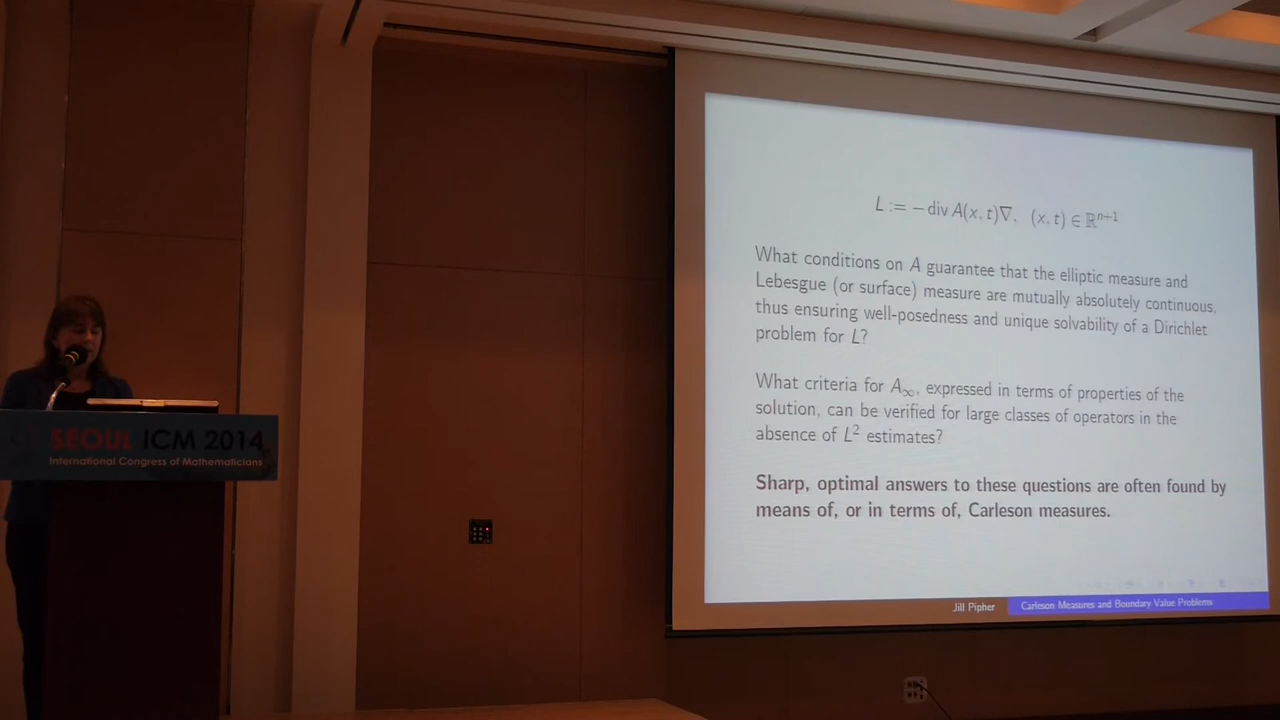 SEOUL ICM 2014
International Congress of Mathematicians
L := − div A(x, t)∇, (x, t) ∈ ℝⁿ⁺¹
What conditions on A guarantee that the elliptic measure and
Lebesgue (or surface) measure are mutually absolutely continuous,
thus ensuring well-posedness and unique solvability of a Dirichlet
problem for L?
What criteria for A∞, expressed in terms of properties of the
solution, can be verified for large classes of operators in the
absence of L² estimates?
Sharp, optimal answers to these questions are often found by
means of, or in terms of, Carleson measures.
Jill Pipher Carleson Measures and Boundary Value Problems